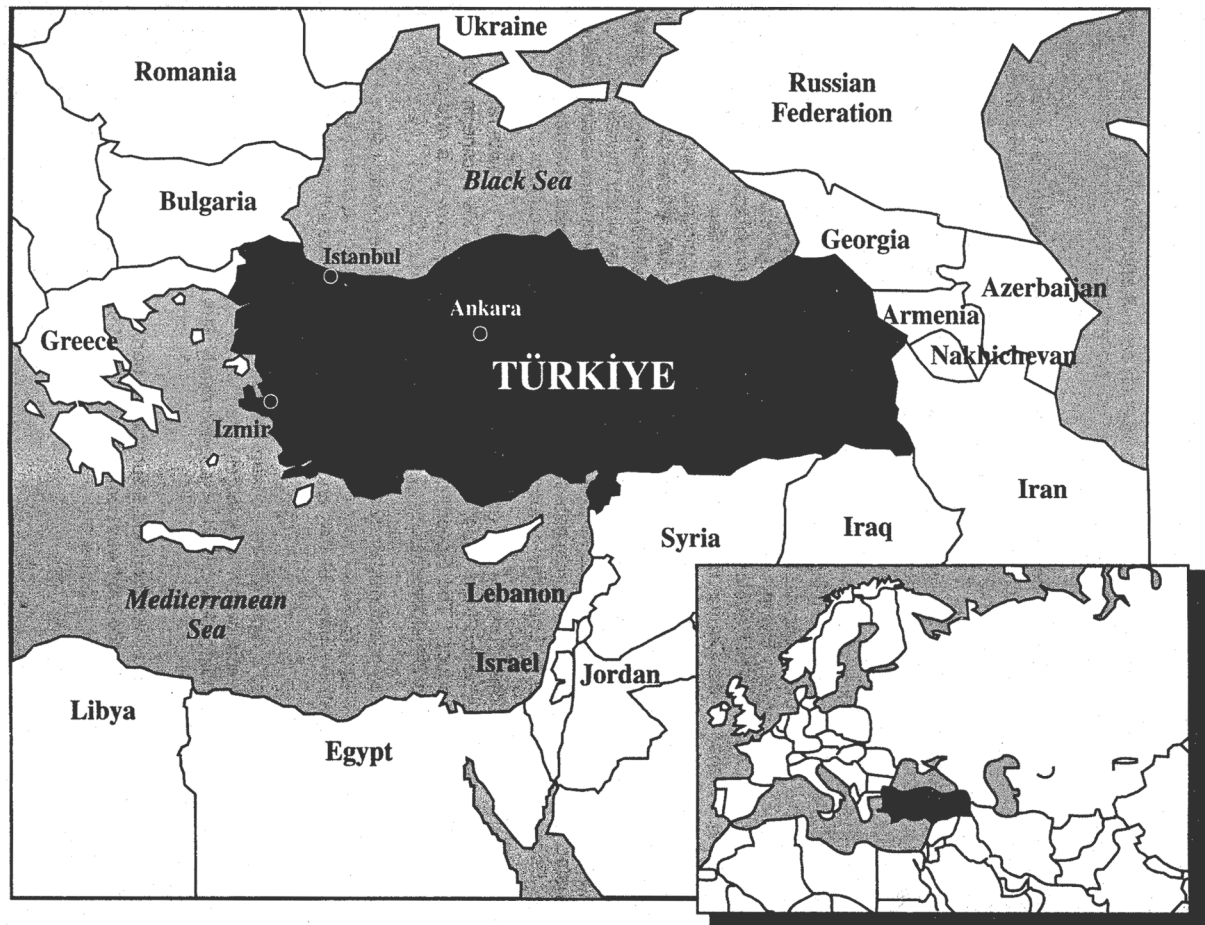 Ukraine
Romania
Russian
Federation
Black Sea
Bulgaria
Georgia
Istanbul
Azerbaijan
Ankara
Armenia
Greece
Nakhichevan
TÜRKİYE
Izmir
Iran
Syria
Iraq
Lebanon
Mediterranean
Sea
Israel
Jordan
Libya
Egypt